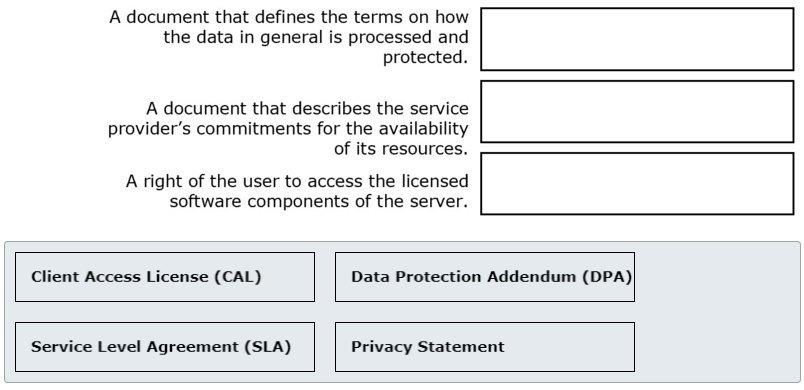 A document that defines the terms on how
the data in general is processed and
protected.
A document that describes the service
provider’s commitments for the availability
of its resources.
A right of the user to access the licensed
software components of the server.
Client Access License (CAL)
Data Protection Addendum (DPA)
Service Level Agreement (SLA)
Privacy Statement